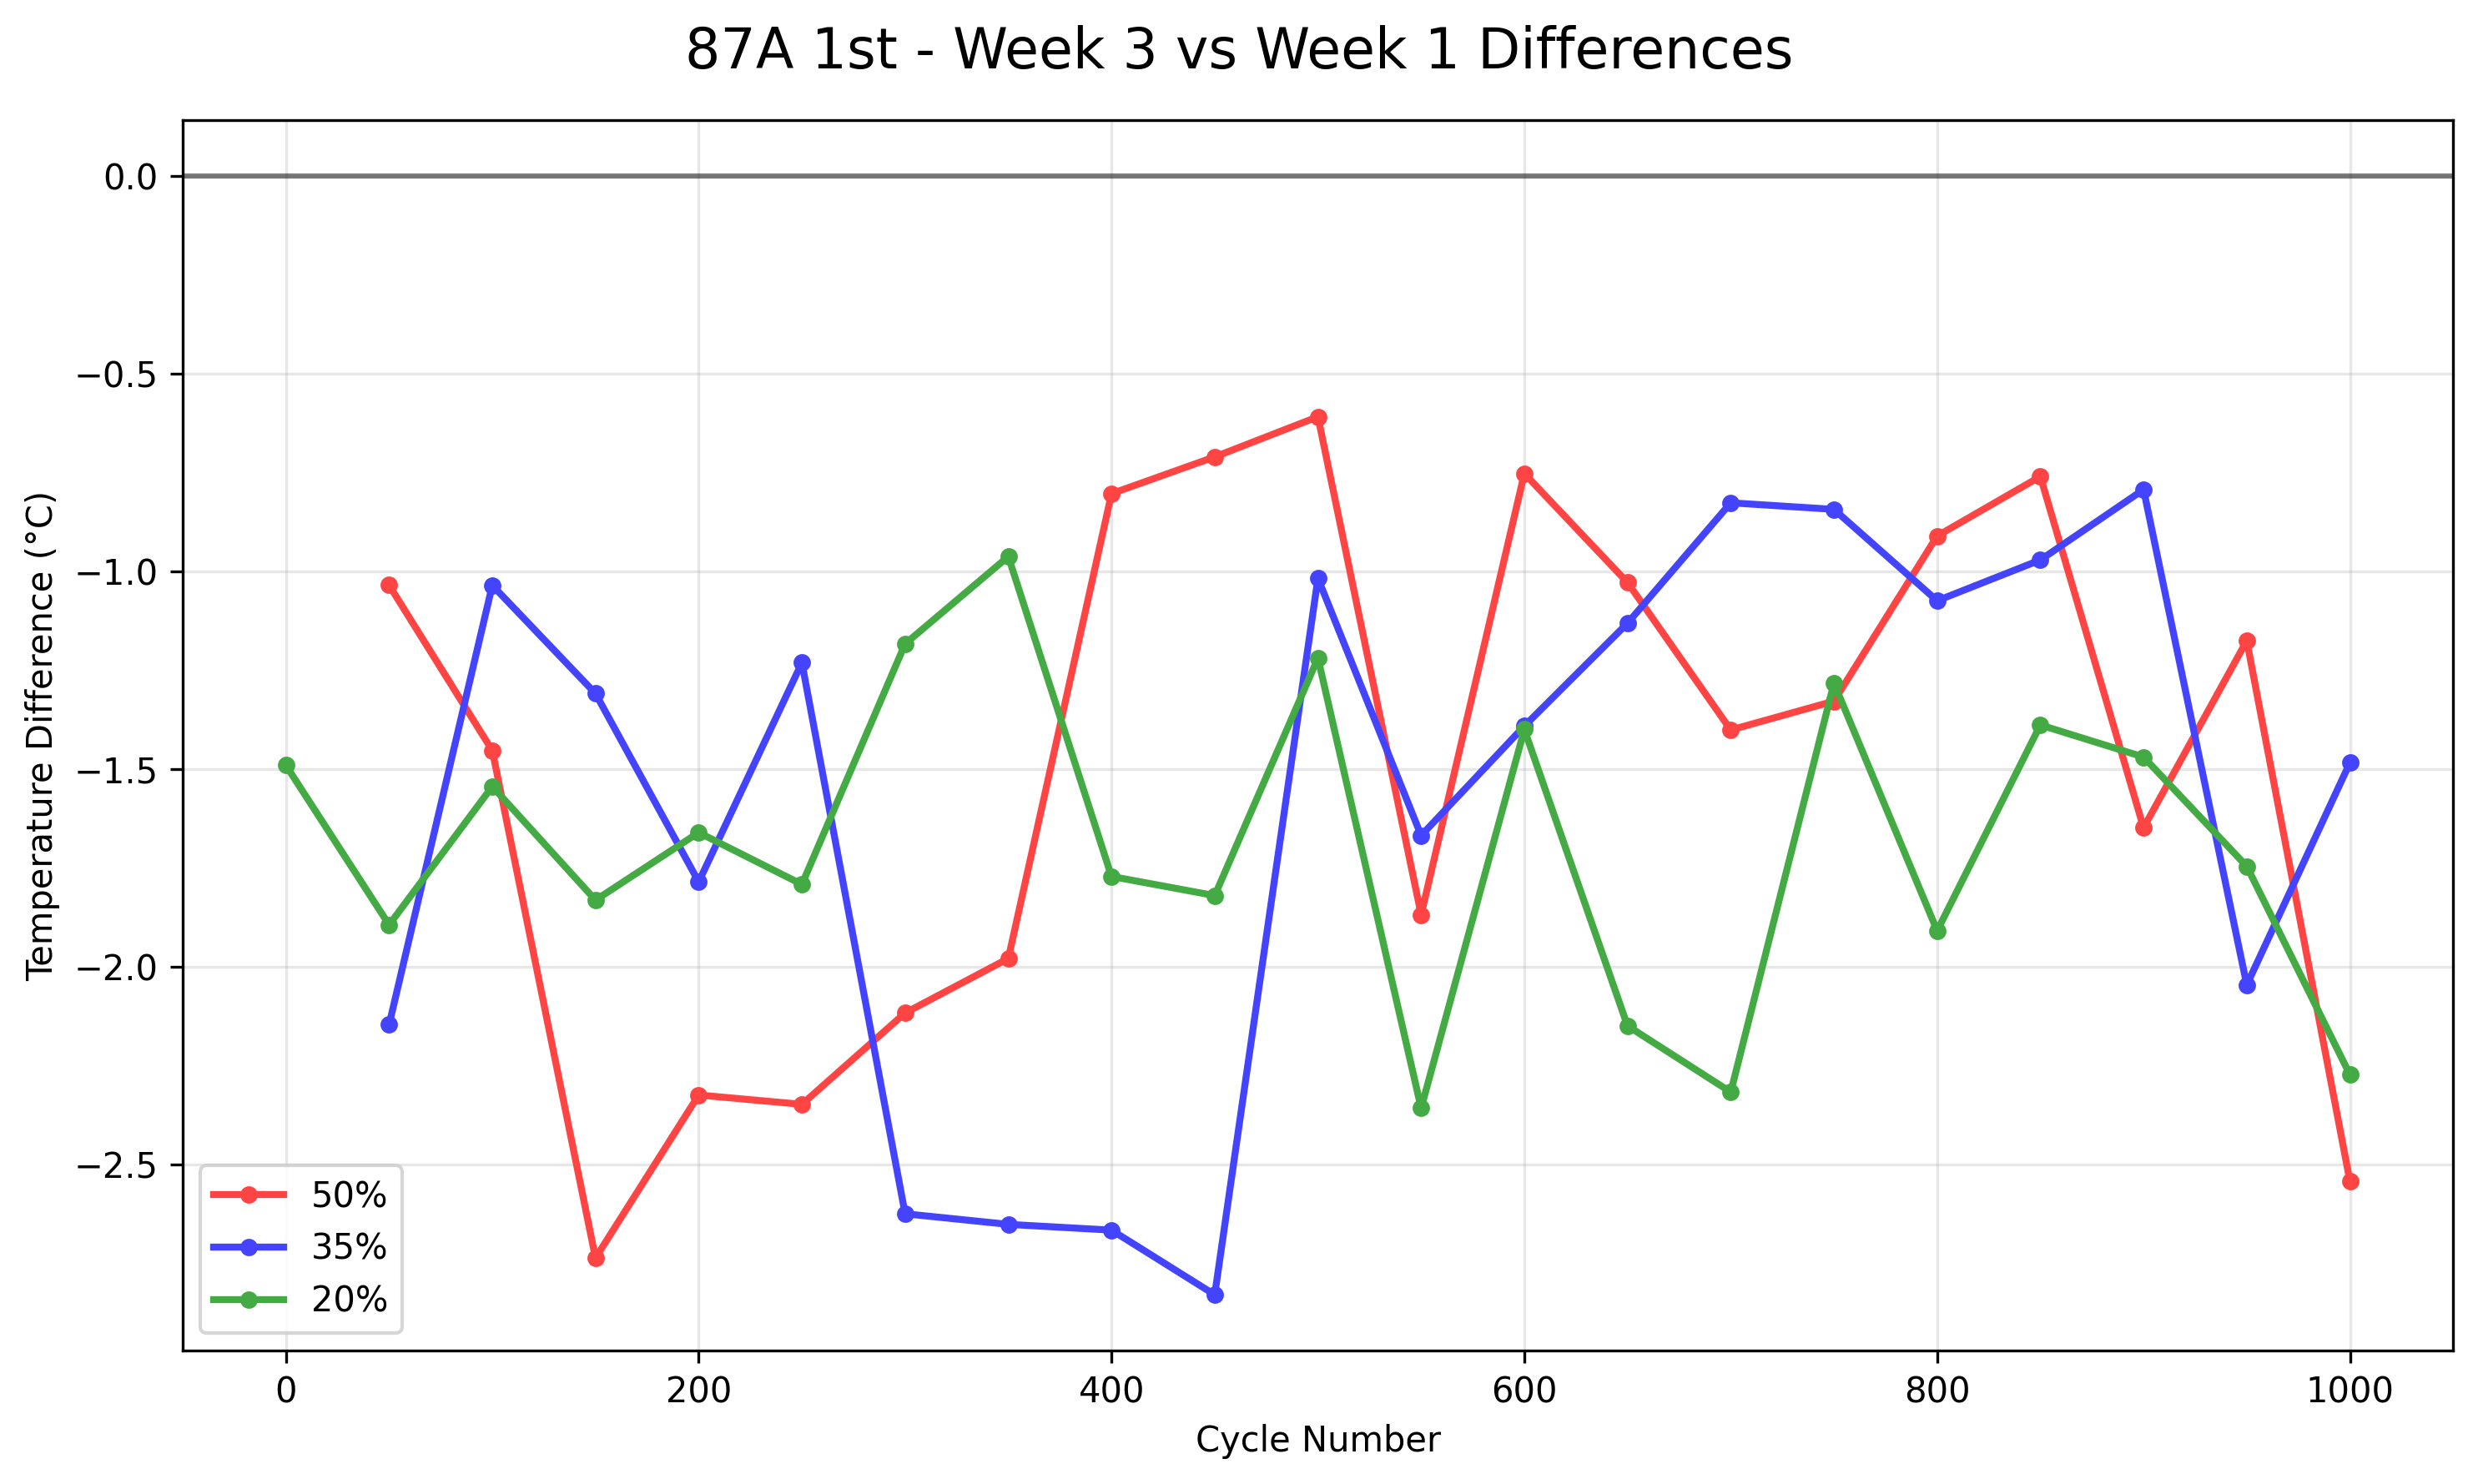 87A 1st - Week 3 vs Week 1 Differences
Temperature Difference (°C)
0.0
−0.5
−1.0
−1.5
−2.0
−2.5
50%
35%
20%
0 200 400 600 800 1000
Cycle Number